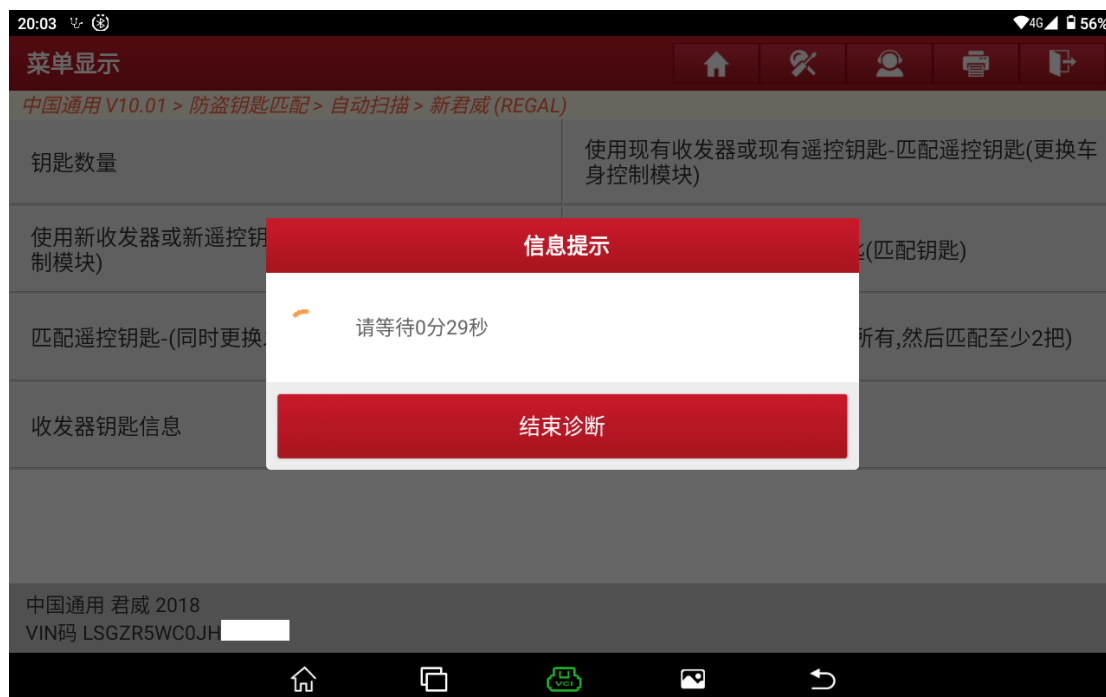 20:03 4G 56%
菜单显示
中国通用 V10.01 > 防盗钥匙匹配 > 自动扫描 > 新君威 (REGAL)
钥匙数量
使用现有收发器或现有遥控钥匙-匹配遥控钥匙(更换车
身控制模块)
使用新收发器或新遥控钥
制模块)
(匹配钥匙)
信息提示
请等待0分29秒
匹配遥控钥匙-(同时更换
所有,然后匹配至少2把)
收发器钥匙信息
结束诊断
中国通用 君威 2018
VIN码 LSGZR5WC0JH
VCI